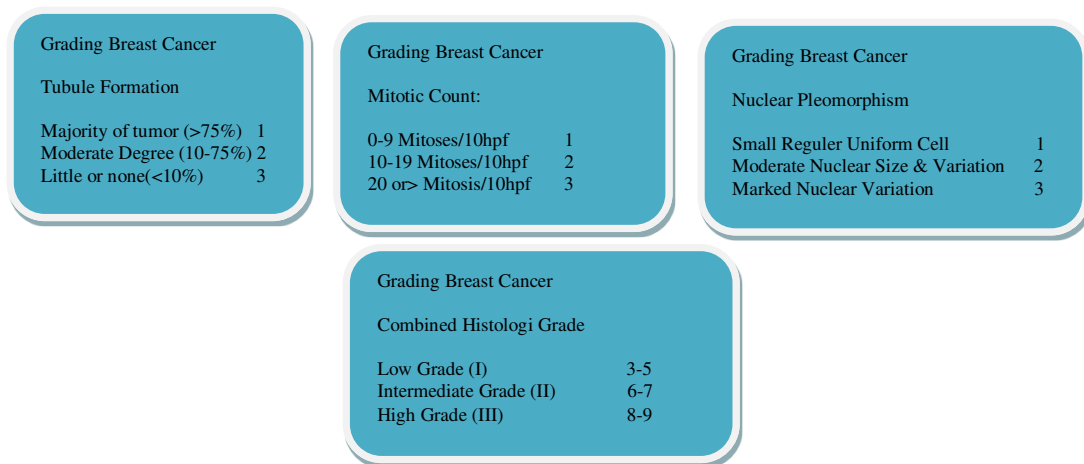 Grading Breast Cancer
Tubule Formation
Majority of tumor (>75%) 1
Moderate Degree (10-75%) 2
Little or none(<10%) 3
Grading Breast Cancer
Mitotic Count:
0-9 Mitoses/10hpf 1
10-19 Mitoses/10hpf 2
20 or> Mitosis/10hpf 3
Grading Breast Cancer
Nuclear Pleomorphism
Small Reguler Uniform Cell 1
Moderate Nuclear Size & Variation 2
Marked Nuclear Variation 3
Grading Breast Cancer
Combined Histologi Grade
Low Grade (I) 3-5
Intermediate Grade (II) 6-7
High Grade (III) 8-9